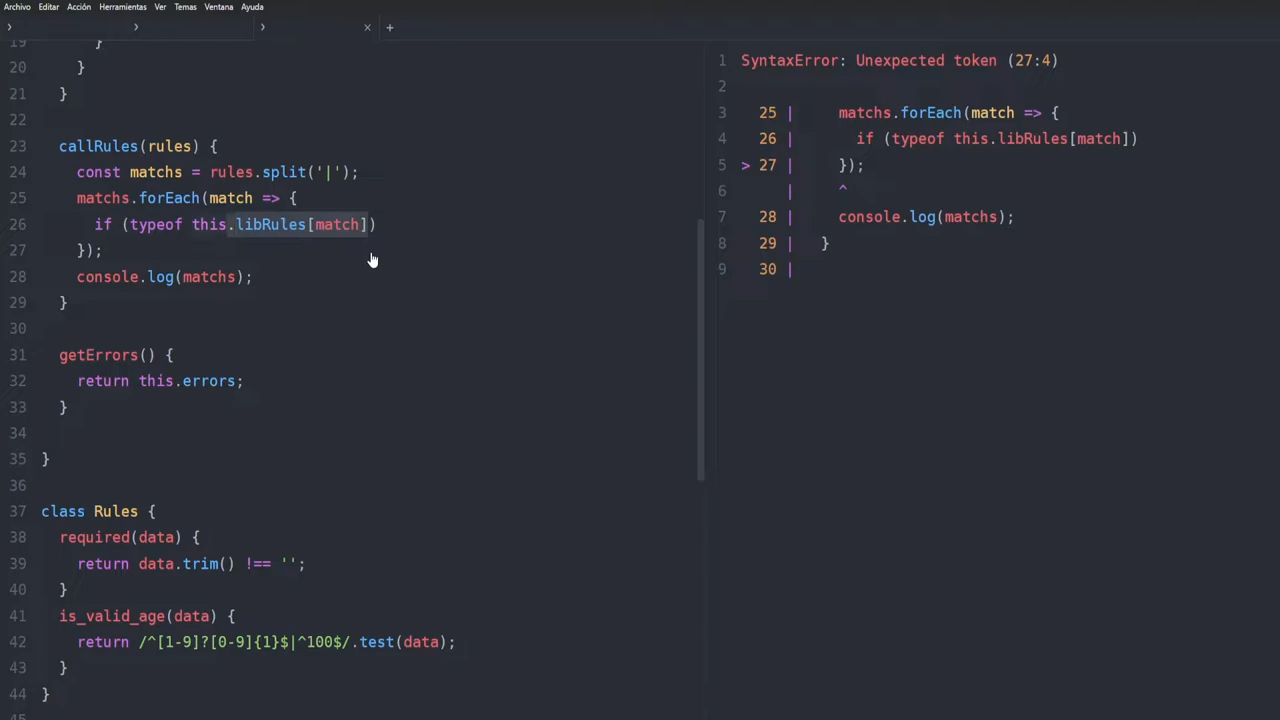 Archivo Editar Acción Herramientas Ver Temas Ventana Ayuda
19 }
20 }
21 }
22
23 callRules(rules) {
24 const matchs = rules.split('|');
25 matchs.forEach(match => {
26 if (typeof this.libRules[match])
27 });
28 console.log(matchs);
29 }
30
31 getErrors() {
32 return this.errors;
33 }
34
35 }
36
37 class Rules {
38 required(data) {
39 return data.trim() !== '';
40 }
41 is_valid_age(data) {
42 return /^[1-9]?[0-9]{1}$|^100$/.test(data);
43 }
44 }
45
1 SyntaxError: Unexpected token (27:4)
2
3 25 | matchs.forEach(match => {
4 26 | if (typeof this.libRules[match])
5 > 27 | });
6 | ^
7 28 | console.log(matchs);
8 29 | }
9 30 |